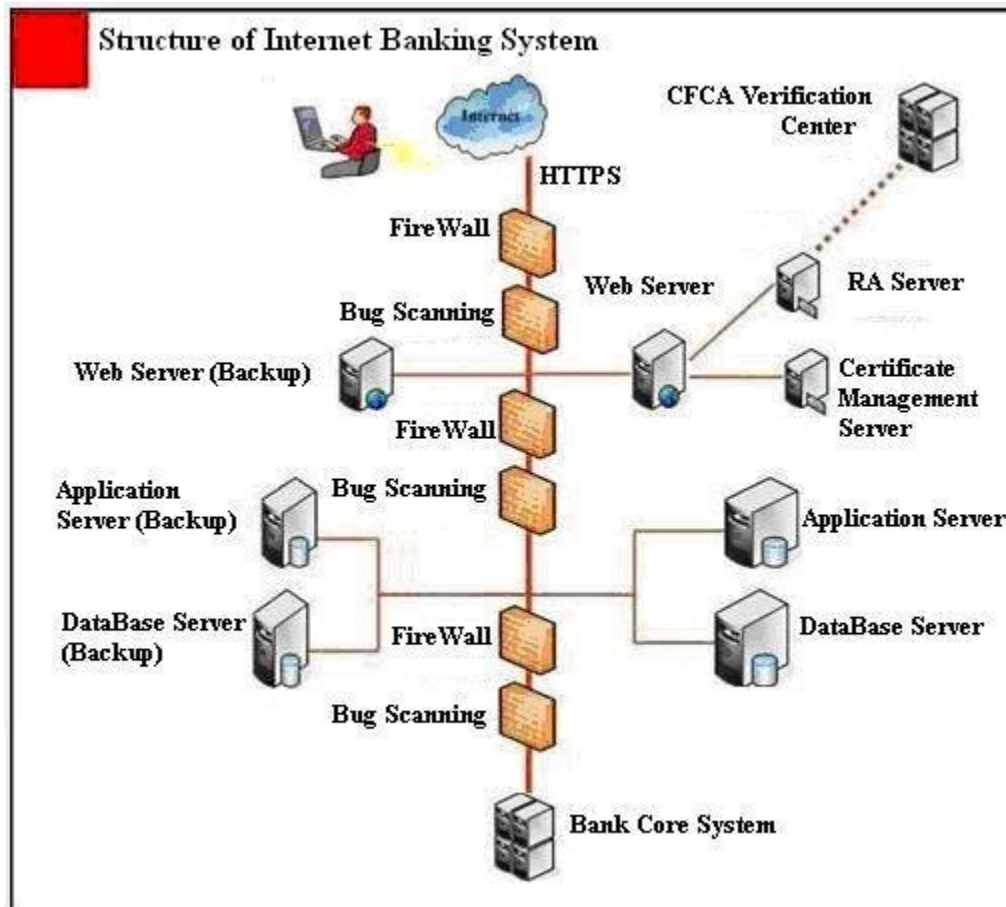 Structure of Internet Banking System
Internet
CFCA Verification
Center
HTTPS
FireWall
Web Server
RA Server
Bug Scanning
Web Server (Backup)
Certificate
Management
Server
FireWall
Bug Scanning
Application
Server (Backup)
Application Server
DataBase Server
(Backup)
FireWall
DataBase Server
Bug Scanning
Bank Core System